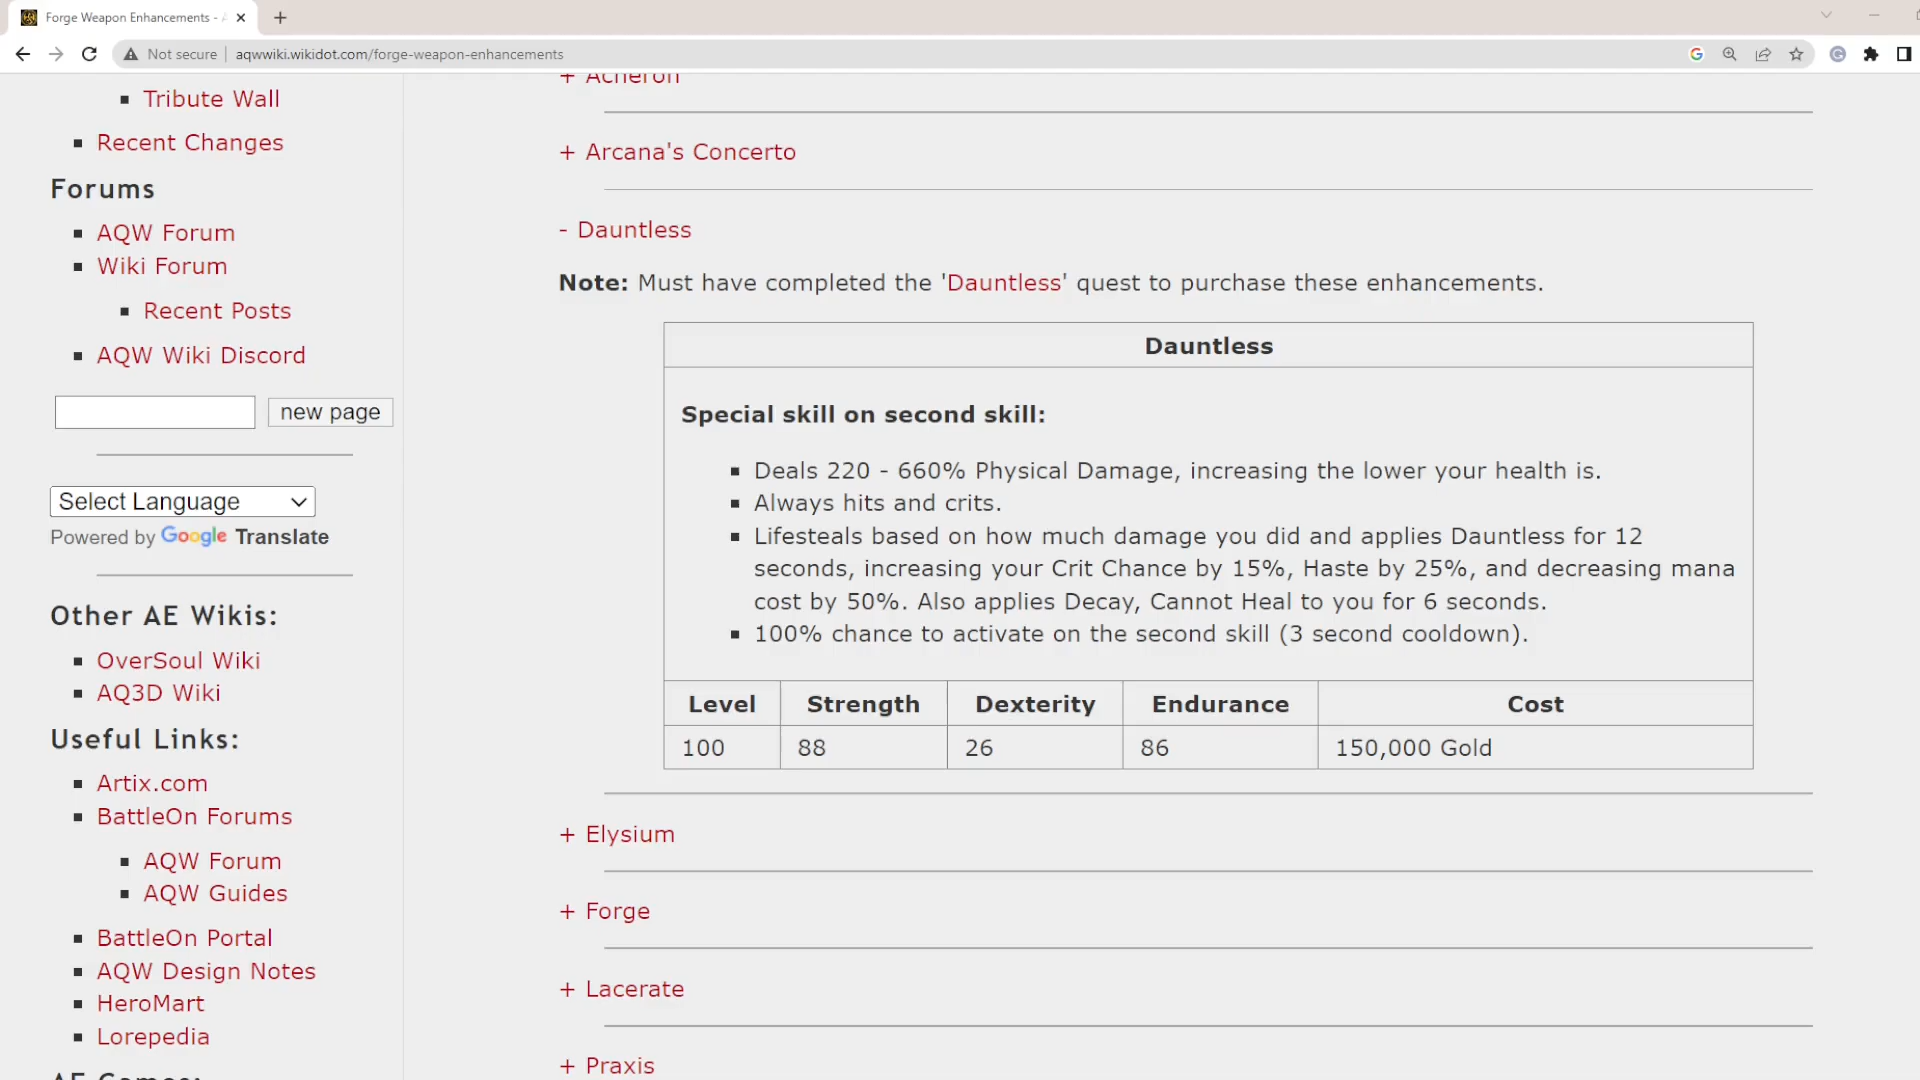 Forge Weapon Enhancements -
Not secure
aqwwiki.wikidot.com/forge-weapon-enhancements
Tribute Wall
Recent Changes
Forums
AQW Forum
Wiki Forum
Recent Posts
AQW Wiki Discord
new page
Select Language
Powered by Google Translate
Other AE Wikis:
OverSoul Wiki
AQ3D Wiki
Useful Links:
Artix.com
BattleOn Forums
AQW Forum
AQW Guides
BattleOn Portal
AQW Design Notes
HeroMart
Lorepedia
AE Games:
+ Acheron
+ Arcana's Concerto
- Dauntless
Note: Must have completed the 'Dauntless' quest to purchase these enhancements.
Dauntless
Special skill on second skill:
Deals 220 - 660% Physical Damage, increasing the lower your health is.
Always hits and crits.
Lifesteals based on how much damage you did and applies Dauntless for 12
seconds, increasing your Crit Chance by 15%, Haste by 25%, and decreasing mana
cost by 50%. Also applies Decay, Cannot Heal to you for 6 seconds.
100% chance to activate on the second skill (3 second cooldown).
Level Strength Dexterity Endurance Cost
100 88 26 86 150,000 Gold
+ Elysium
+ Forge
+ Lacerate
+ Praxis